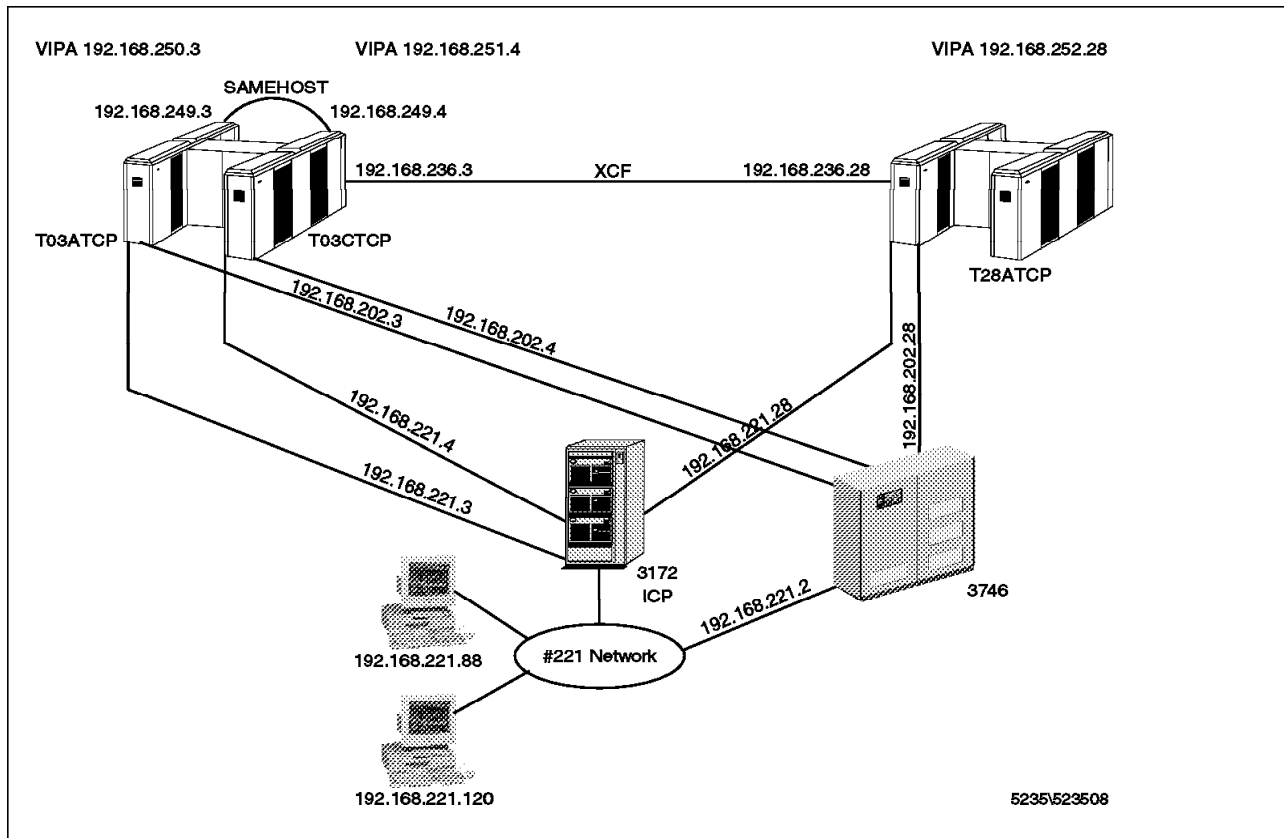 VIPA 192.168.250.3
VIPA 192.168.251.4
VIPA 192.168.252.28
SAMEHOST
192.168.249.3
192.168.249.4
192.168.236.3
XCF
192.168.236.28
T03ATCP
T03CTCP
T28ATCP
192.168.202.3
192.168.202.4
192.168.202.28
192.168.221.4
192.168.221.28
192.168.221.3
3172
ICP
3746
192.168.221.2
192.168.221.88
#221 Network
192.168.221.120
5235\523508